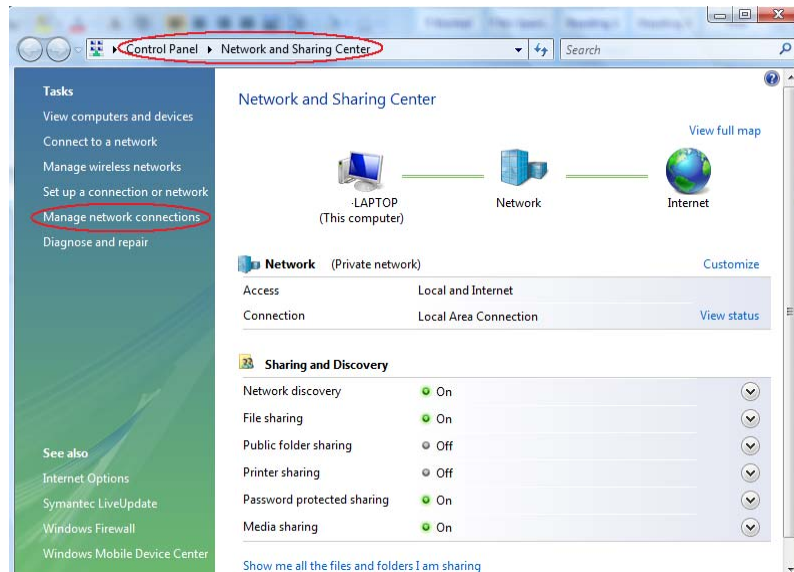 Control Panel Network and Sharing Center
Search
Tasks
View computers and devices
Connect to a network
Manage wireless networks
Set up a connection or network
Manage network connections
Diagnose and repair
See also
Internet Options
Symantec LiveUpdate
Windows Firewall
Windows Mobile Device Center
Network and Sharing Center
View full map
-LAPTOP
(This computer)
Network
Internet
Network (Private network) Customize
Access Local and Internet
Connection Local Area Connection View status
Sharing and Discovery
Network discovery On
File sharing On
Public folder sharing Off
Printer sharing Off
Password protected sharing On
Media sharing On
Show me all the files and folders I am sharing